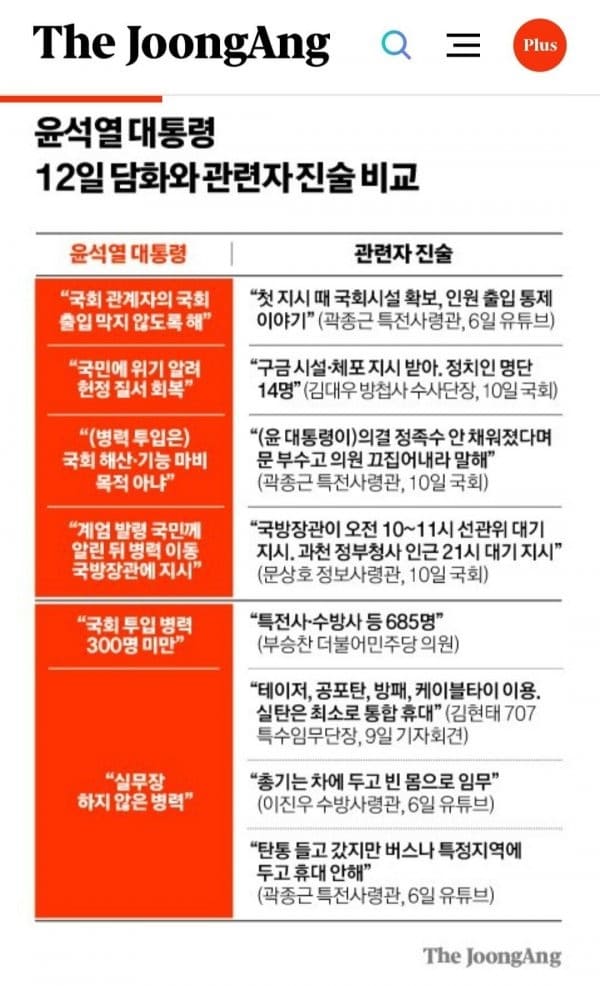 The JoongAng
Plus
윤석열 대통령
12일 담화와 관련자 진술 비교
윤석열 대통령
관련자 진술
“국회 관계자의 국회
출입 막지 않도록 해”
“첫 지시 때 국회시설 확보, 인원 출입 통제
이야기” (곽종근 특전사령관, 6일 유튜브)
“국민에 위기 알려
헌정 질서 회복”
“구금 시설·체포 지시 받아. 정치인 명단
14명” (김대우 방첩사 수사단장, 10일 국회)
“(병력 투입은)
국회 해산·기능 마비
목적 아냐”
“(윤 대통령이)의결 정족수 안 채워졌다며
문 부수고 의원 끄집어내라 말해”
(곽종근 특전사령관, 10일 국회)
“계엄 발령 국민께
알린 뒤 병력 이동
국방장관에 지시”
“국방장관이 오전 10~11시 선관위 대기
지시. 과천 정부청사 인근 21시 대기 지시”
(문상호 정보사령관, 10일 국회)
“국회 투입 병력
300명 미만”
“특전사·수방사 등 685명”
(부승찬 더불어민주당 의원)
“실무장
하지 않은 병력”
“테이저, 공포탄, 방패, 케이블타이 이용.
실탄은 최소로 통합 휴대” (김현태 707
특수임무단장, 9일 기자회견)
“총기는 차에 두고 빈 몸으로 임무”
(이진우 수방사령관, 6일 유튜브)
“탄통 들고 갔지만 버스나 특정지역에
두고 휴대 안해”
(곽종근 특전사령관, 6일 유튜브)
The JoongAng